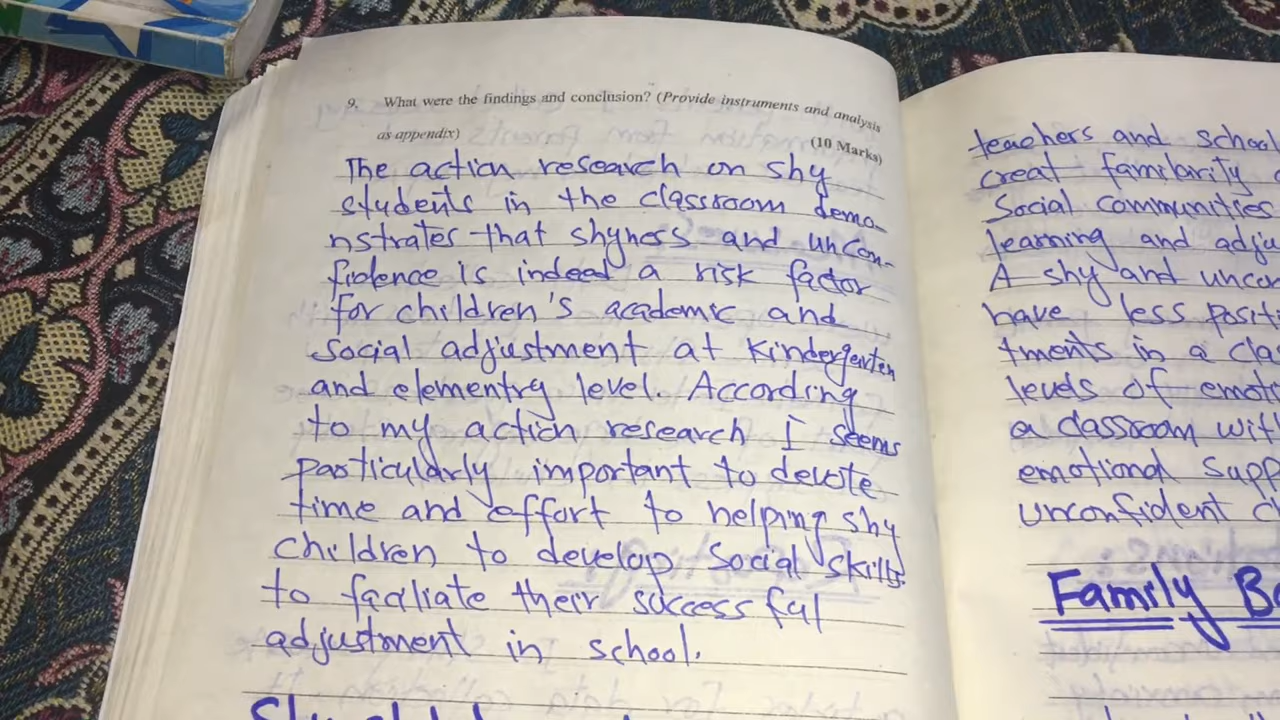 9. What were the findings and conclusion? (Provide instruments and analysis
as appendix)
(10 Marks)
The action research on shy
students in the classroom demo-
nstrates that shyness and uncon-
fidence is indeed a risk factor
for children's academic and
social adjustment at Kindergarten
and elementry level. According
to my action research I seems
particularly important to devote
time and effort to helping shy
children to develop Social skills
to faciliate their successful
adjustment in school.
teachers and school
creat familarity
Social communities
learning and adju
A shy and uncon
have less positi
tments in a cla
levels of emoti
a classroom wit
emotional supp
unconfident c
Family Ba